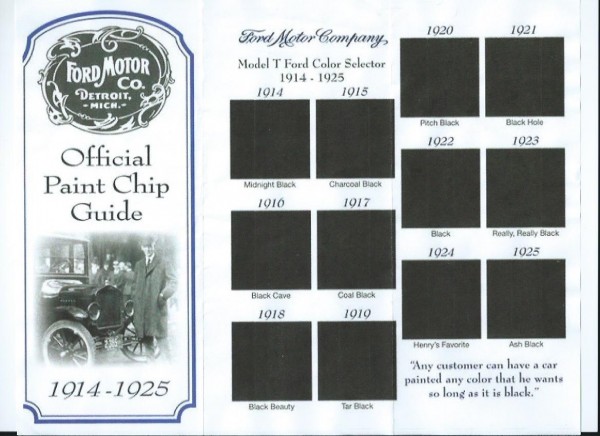 FORD MOTOR
CO.
DETROIT,
-MICH.-
Official
Paint Chip
Guide
1914-1925
Ford Motor Company,
Model T Ford Color Selector
1914 - 1925
1914
1915
Midnight Black
Charcoal Black
1916
1917
Black Cave
Coal Black
1918
1919
Black Beauty
Tar Black
1920
1921
Pitch Black
Black Hole
1922
1923
Black
Really, Really Black
1924
1925
Henry's Favorite
Ash Black
"Any customer can have a car
painted any color that he wants
so long as it is black."